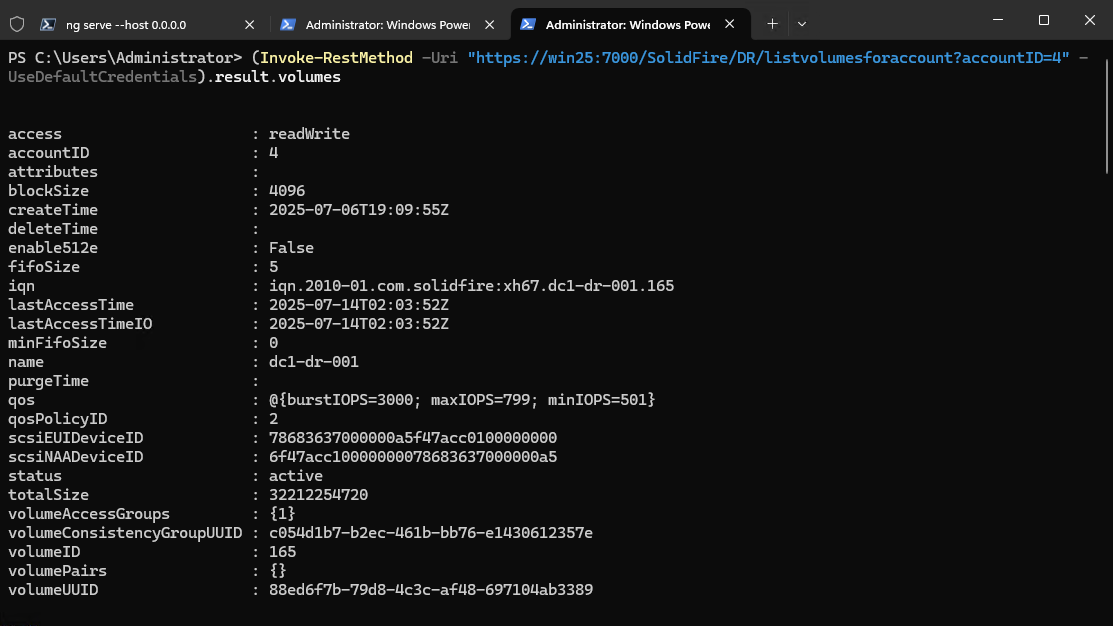 ng serve --host 0.0.0.0
Administrator: Windows Power
Administrator: Windows Powe
PS C:\Users\Administrator> (Invoke-RestMethod -Uri "https://win25:7000/SolidFire/DR/listvolumesforaccount?accountID=4" -
UseDefaultCredentials).result.volumes
access : readWrite
accountID : 4
attributes :
blockSize : 4096
createTime : 2025-07-06T19:09:55Z
deleteTime :
enable512e : False
fifoSize : 5
iqn : iqn.2010-01.com.solidfire:xh67.dc1-dr-001.165
lastAccessTime : 2025-07-14T02:03:52Z
lastAccessTimeIO : 2025-07-14T02:03:52Z
minFifoSize : 0
name : dc1-dr-001
purgeTime :
qos : @{burstIOPS=3000; maxIOPS=799; minIOPS=501}
qosPolicyID : 2
scsiEUIDeviceID : 78683637000000a5f47acc0100000000
scsiNAADeviceID : 6f47acc10000000078683637000000a5
status : active
totalSize : 32212254720
volumeAccessGroups : {1}
volumeConsistencyGroupUUID : c054d1b7-b2ec-461b-bb76-e1430612357e
volumeID : 165
volumePairs : {}
volumeUUID : 88ed6f7b-79d8-4c3c-af48-697104ab3389